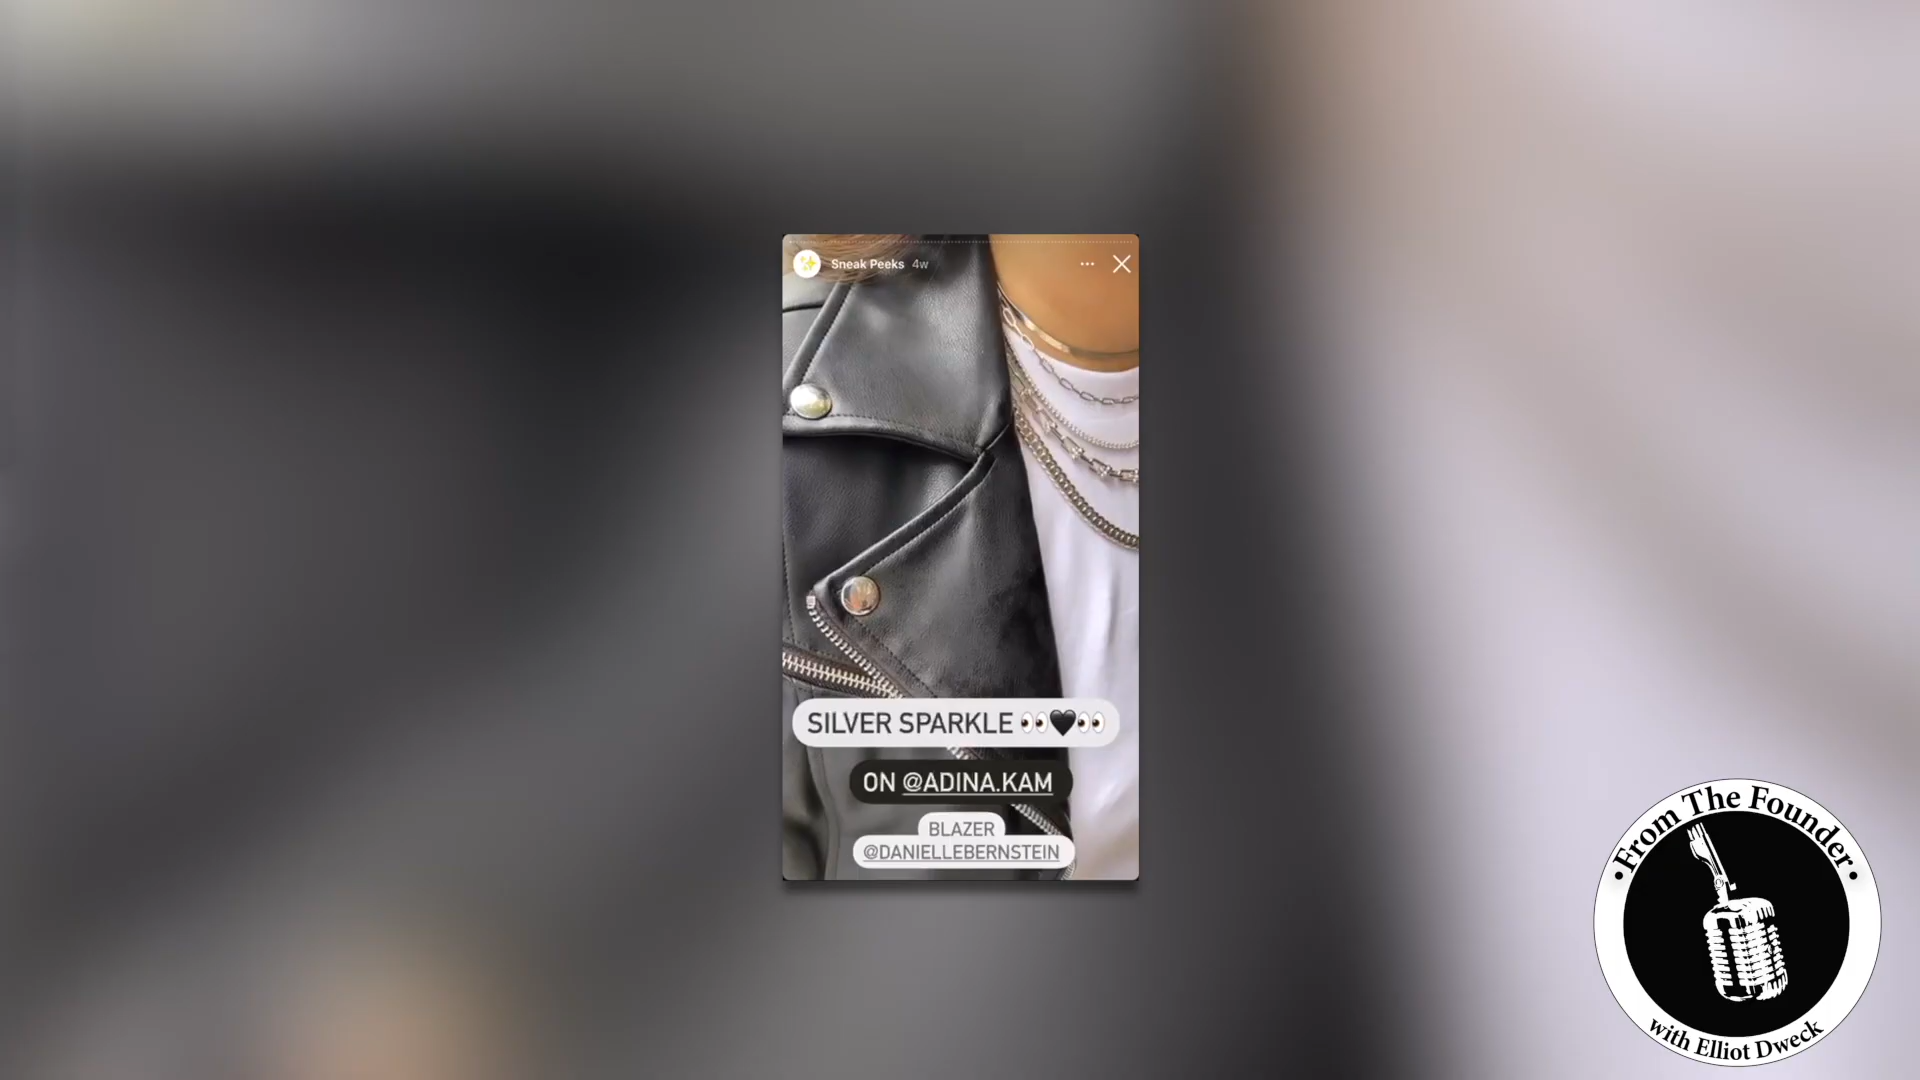 Sneak Peeks 4w
SILVER SPARKLE 👀🖤👀
ON @ADINA.KAM
BLAZER
@DANIELLEBERNSTEIN
•From The Founder•
with Elliot Dweck